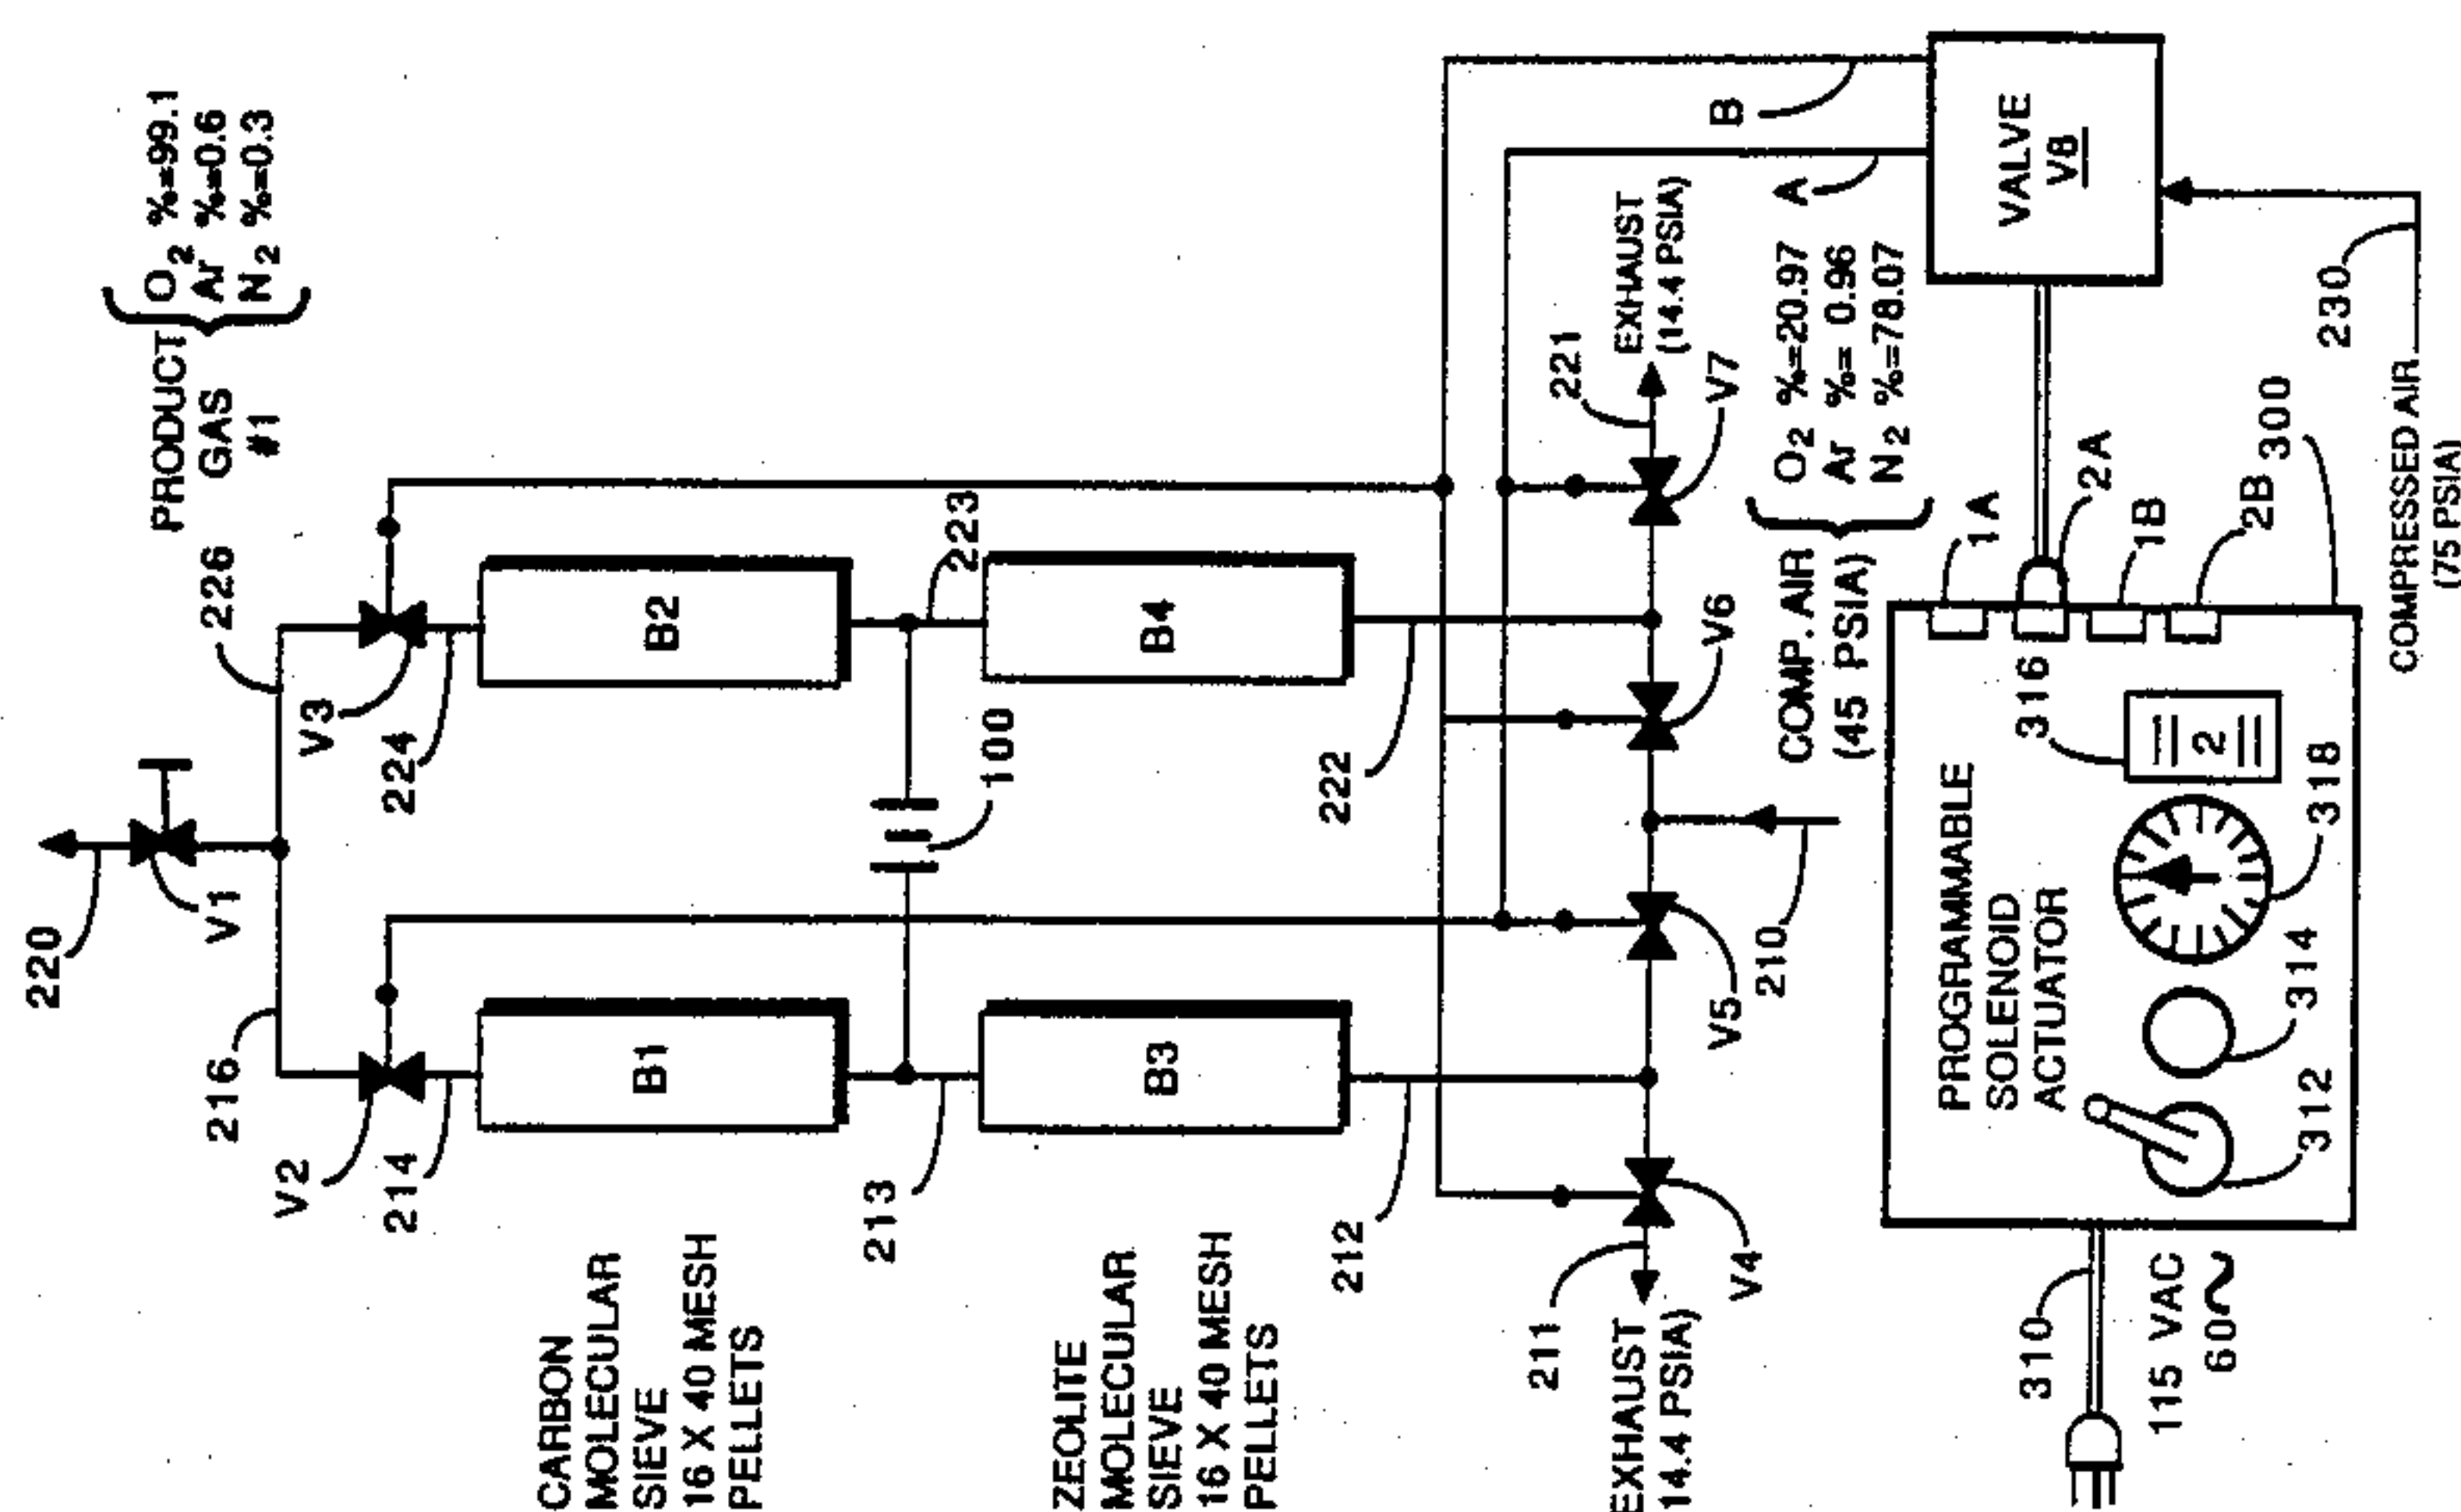 PRODUCT
GAS
#1
O2 %=99.1
Ar %=0.6
N2 %=0.3
220
V1
216
226
V2
V3
214
224
CARBON
MOLECULAR
SIEVE
16 X 40 MESH
PELLETS
B1
B2
213
100
223
ZEOLITE
MOLECULAR
SIEVE
16 X 40 MESH
PELLETS
B3
B4
212
222
B
A
211
221
EXHAUST
14.4 PSIA)
EXHAUST
(14.4 PSIA)
V4
V5
V6
V7
210
COMP. AIR
(45 PSIA)
O2 %=20.97
Ar %= 0.96
N2 %=78.07
VALVE
V8
PROGRAMMABLE
SOLENOID
ACTUATOR
316
2
1A
2A
1B
2B
300
310
115 VAC
60~
312
314
318
230
COMPRESSED AIR
(75 PSIA)